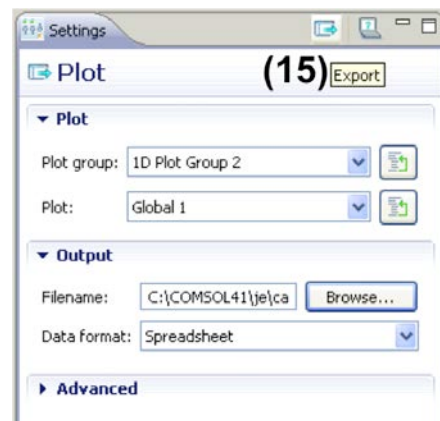 Settings
Plot
(15) Export
Plot
Plot group: 1D Plot Group 2
Plot: Global 1
Output
Filename: C:\COMSOL41\je\ca Browse...
Data format: Spreadsheet
Advanced